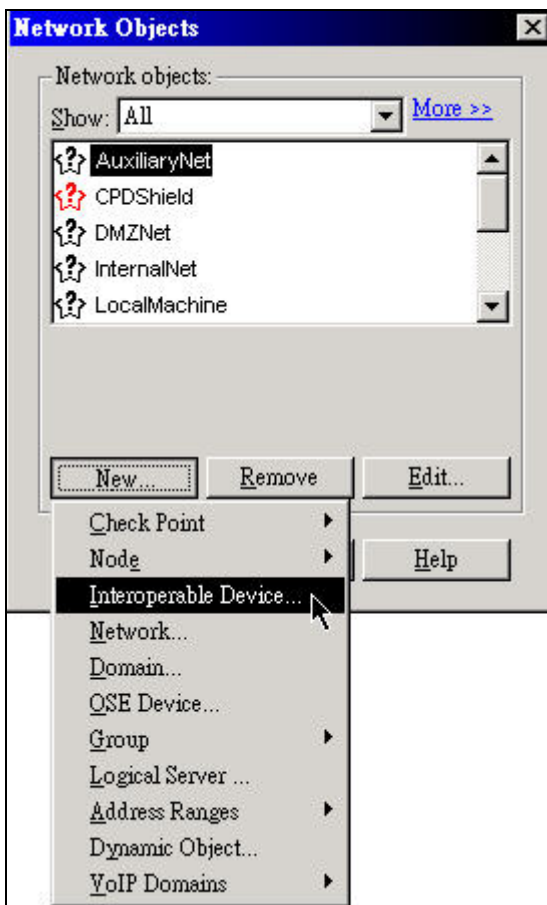 Network Objects
Network objects:
Show: All More >>
AuxiliaryNet
CPDShield
DMZNet
InternalNet
LocalMachine
New... Remove Edit...
Check Point
Node
Help
Interoperable Device...
Network...
Domain...
OSE Device...
Group
Logical Server ...
Address Ranges
Dynamic Object...
VoIP Domains